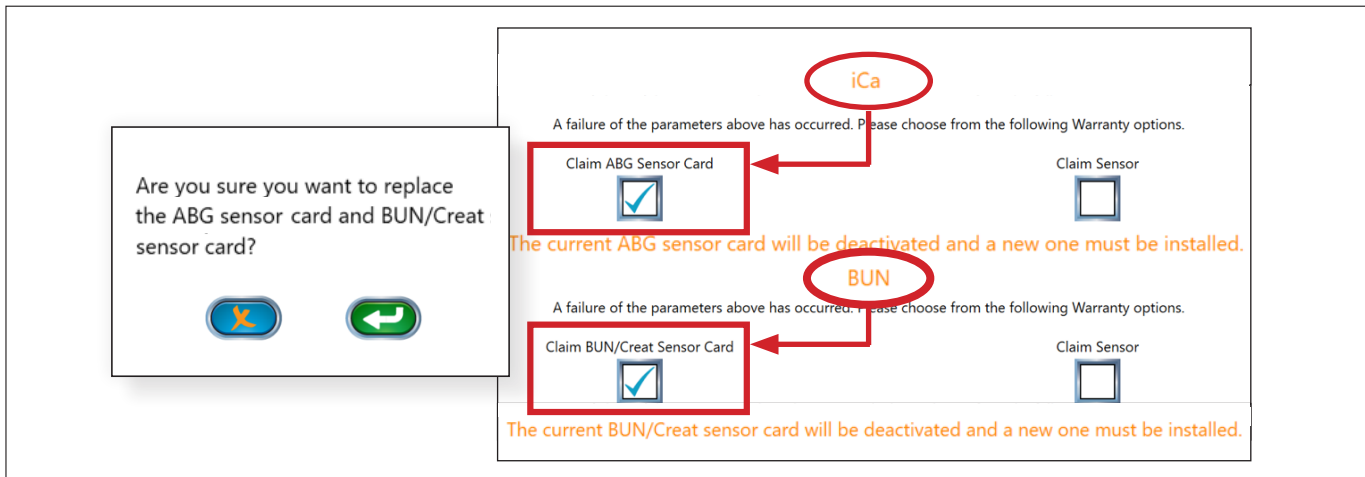 Are you sure you want to replace
the ABG sensor card and BUN/Creat
sensor card?
iCa
A failure of the parameters above has occurred. Please choose from the following Warranty options.
Claim ABG Sensor Card
Claim Sensor
The current ABG sensor card will be deactivated and a new one must be installed.
BUN
A failure of the parameters above has occurred. Please choose from the following Warranty options.
Claim BUN/Creat Sensor Card
Claim Sensor
The current BUN/Creat sensor card will be deactivated and a new one must be installed.